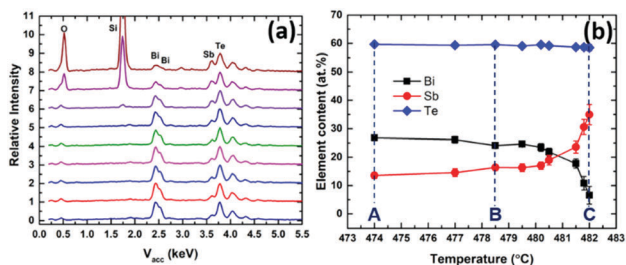 (a)
O
Si
Bi
Bi
Sb
Te
11
10
9
8
7
6
5
4
3
2
1
0
Relative Intensity
0.0 0.5 1.0 1.5 2.0 2.5 3.0 3.5 4.0 4.5 5.0 5.5
Vacc (keV)
(b)
Bi
Sb
Te
70
60
50
40
30
20
10
0
Element content (at.%)
A
B
C
473 474 475 476 477 478 479 480 481 482 483
Temperature (°C)